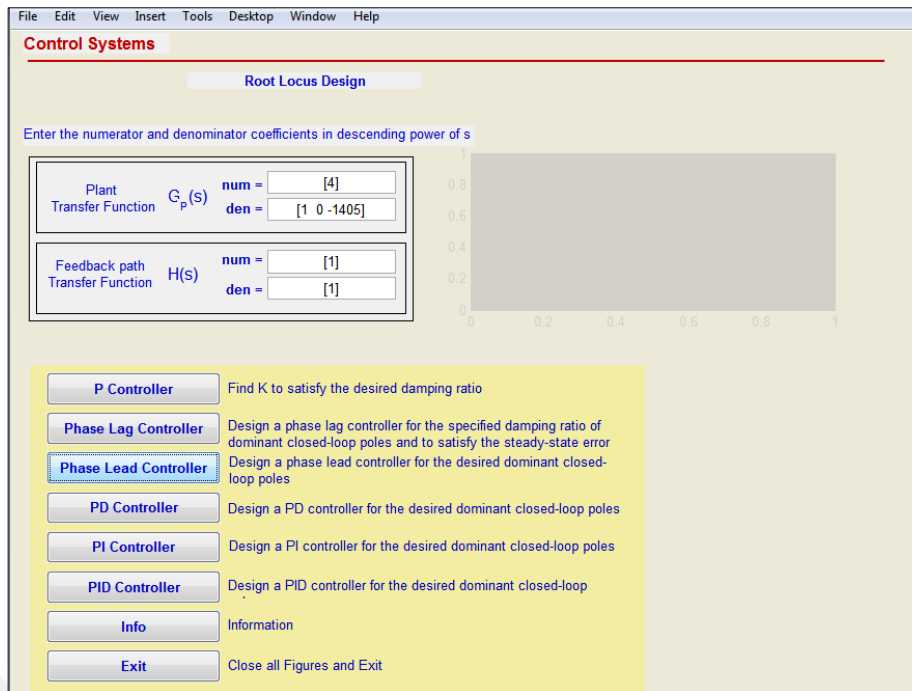 File Edit View Insert Tools Desktop Window Help
Control Systems
Root Locus Design
Enter the numerator and denominator coefficients in descending power of s
Plant
Transfer Function
G_P(s)
num =
[4]
den =
[1 0 -1405]
Feedback path
Transfer Function
H(s)
num =
[1]
den =
[1]
1
0.8
0.6
0.4
0.2
0
0 0.2 0.4 0.6 0.8 1
P Controller
Find K to satisfy the desired damping ratio
Phase Lag Controller
Design a phase lag controller for the specified damping ratio of
dominant closed-loop poles and to satisfy the steady-state error
Phase Lead Controller
Design a phase lead controller for the desired dominant closed-
loop poles
PD Controller
Design a PD controller for the desired dominant closed-loop poles
PI Controller
Design a PI controller for the desired dominant closed-loop poles
PID Controller
Design a PID controller for the desired dominant closed-loop
Info
Information
Exit
Close all Figures and Exit